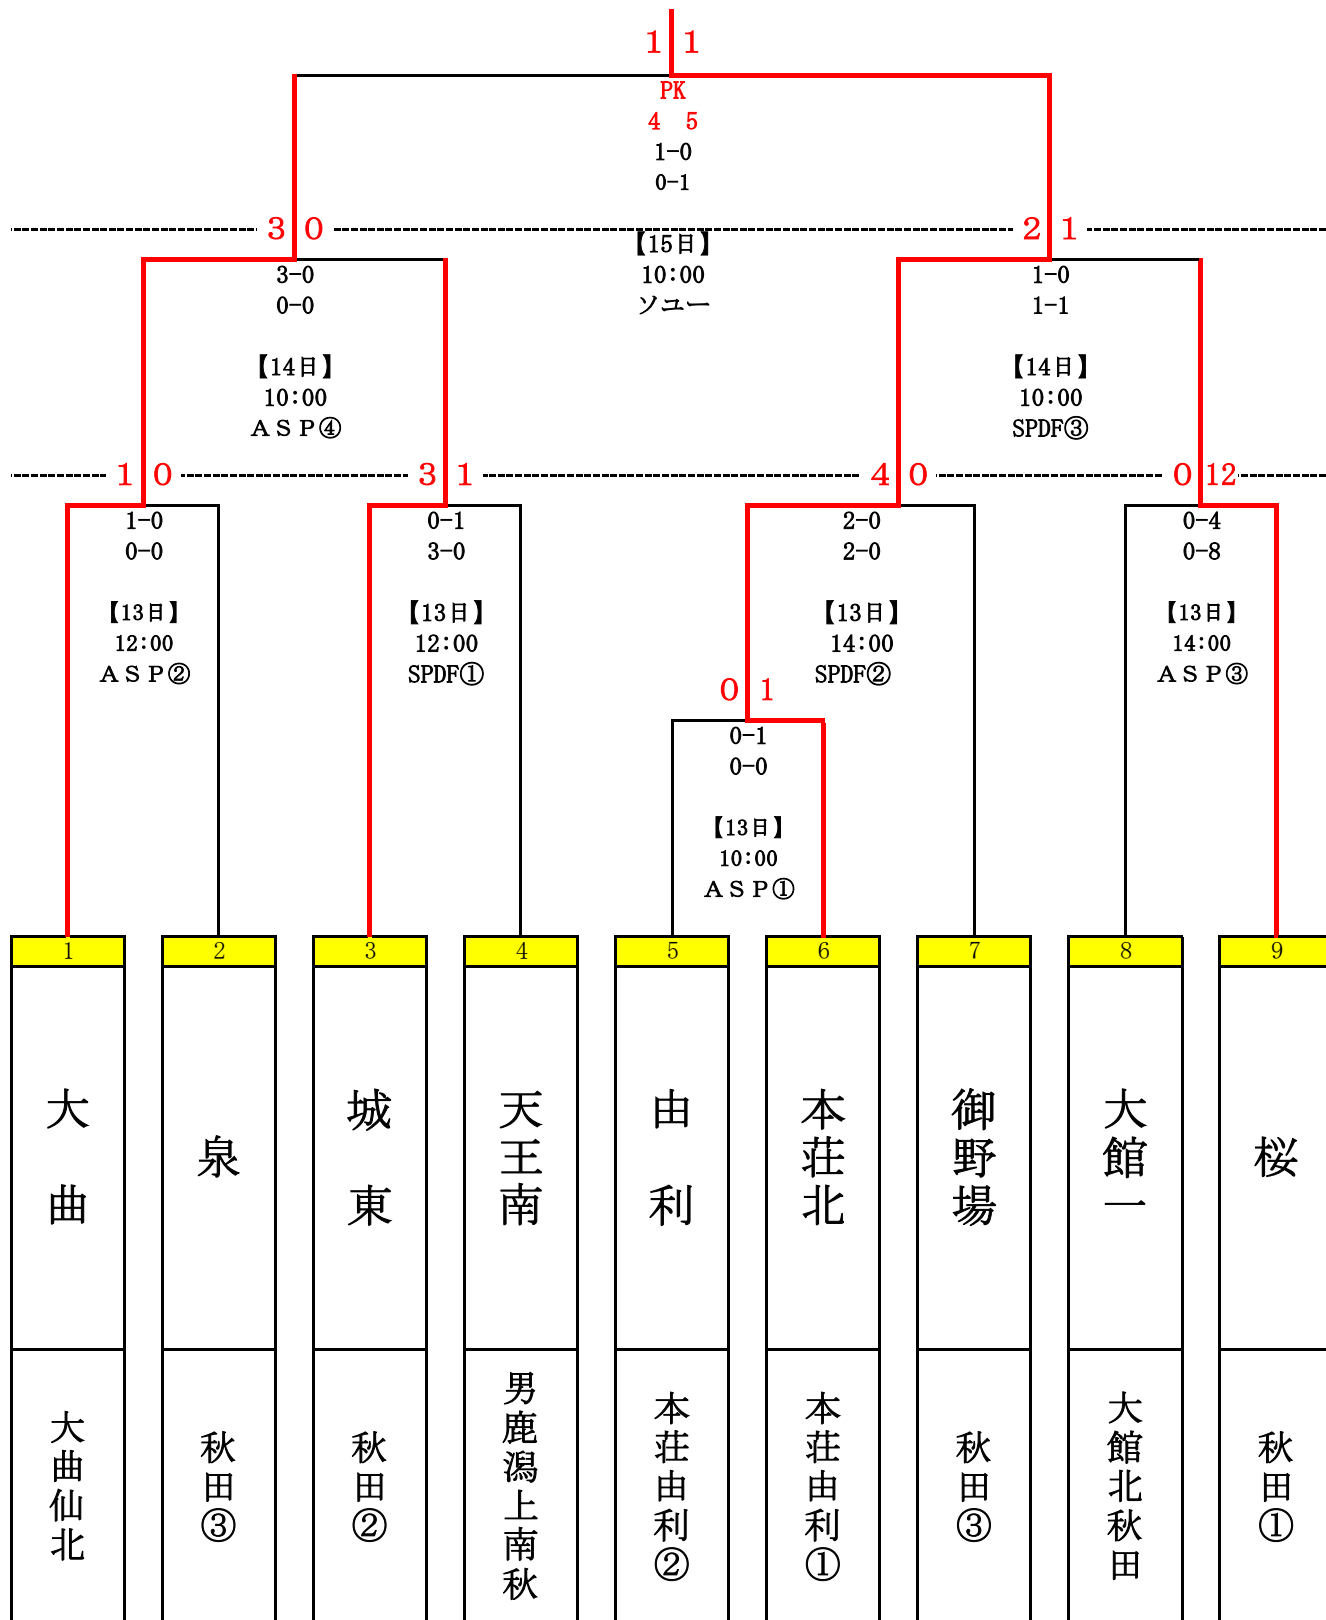 1 1
PK
4 5
1-0
0-1
3 0
2 1
【15日】
10:00
ソユー
3-0
0-0
【14日】
10:00
ＡＳＰ④
1-0
1-1
【14日】
10:00
SPDF③
1 0
3 1
4 0
0 12
1-0
0-0
【13日】
12:00
ＡＳＰ②
0-1
3-0
【13日】
12:00
SPDF①
2-0
2-0
【13日】
14:00
SPDF②
0-4
0-8
【13日】
14:00
ＡＳＰ③
0 1
0-1
0-0
【13日】
10:00
ＡＳＰ①
1 2 3 4 5 6 7 8 9
大曲
泉
城東
天王南
由利
本荘北
御野場
大館一
桜
大曲仙北
秋田③
秋田②
男鹿潟上南秋
本荘由利②
本荘由利①
秋田③
大館北秋田
秋田①